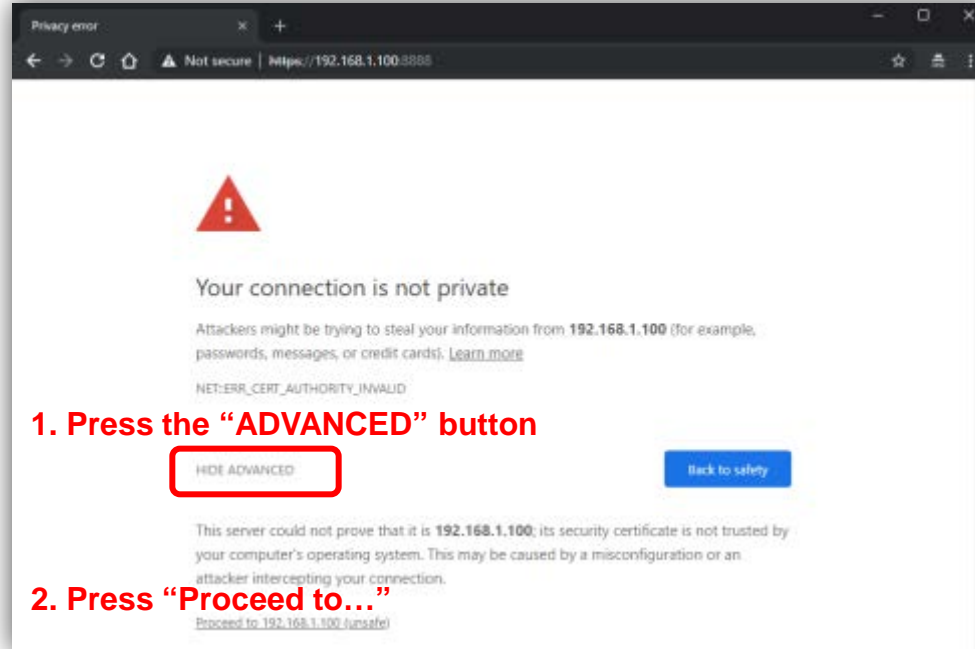 Privacy error
Not secure | https://192.168.1.100:8888
Your connection is not private
Attackers might be trying to steal your information from 192.168.1.100 (for example,
passwords, messages, or credit cards). Learn more
NET::ERR_CERT_AUTHORITY_INVALID
1. Press the “ADVANCED” button
HIDE ADVANCED
Back to safety
This server could not prove that it is 192.168.1.100; its security certificate is not trusted by
your computer's operating system. This may be caused by a misconfiguration or an
attacker intercepting your connection.
2. Press “Proceed to…”
Proceed to 192.168.1.100 (unsafe)